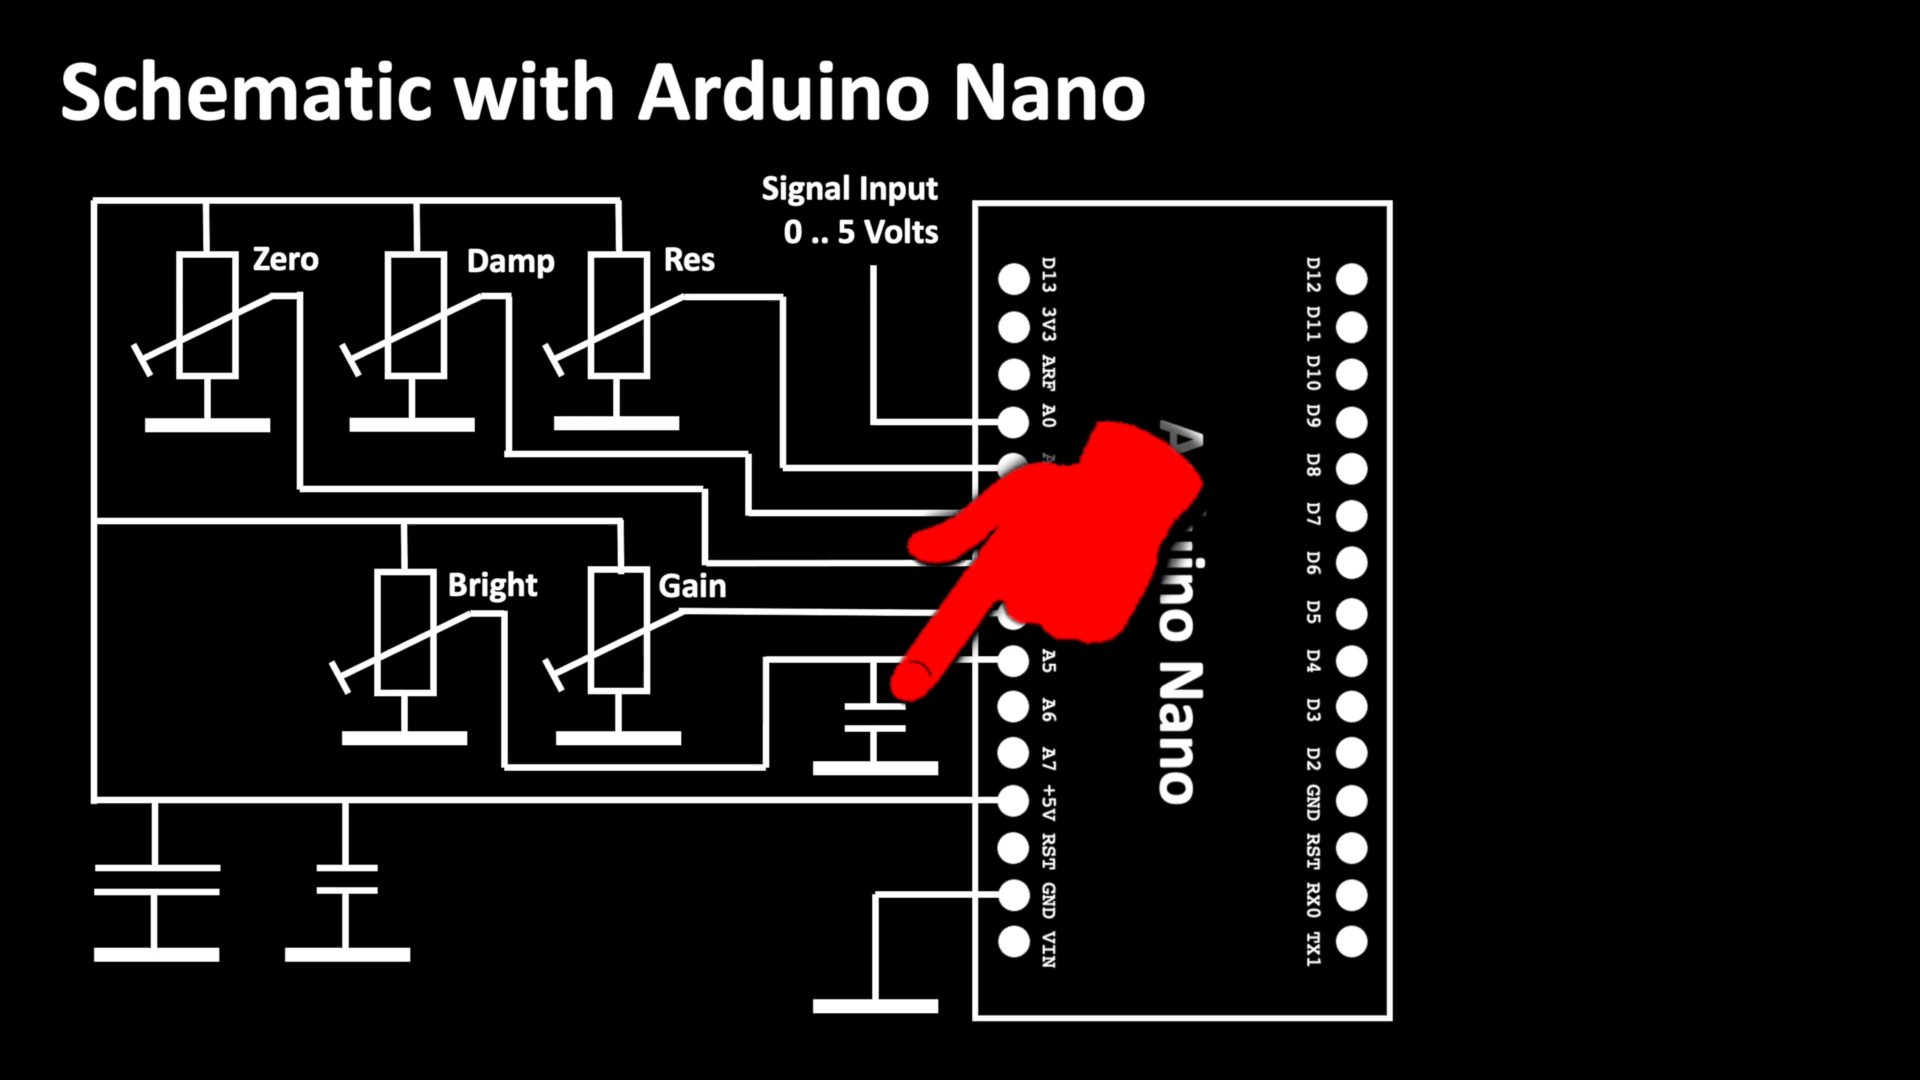 Schematic with Arduino Nano
Signal Input
0 .. 5 Volts
Zero
Damp
Res
Bright
Gain
D13
3V3
ARF
A0
A5
A6
A7
+5V
RST
GND
VIN
Nano
D12
D11
D10
D9
D8
D7
D6
D5
D4
D3
D2
GND
RST
RX0
TX1